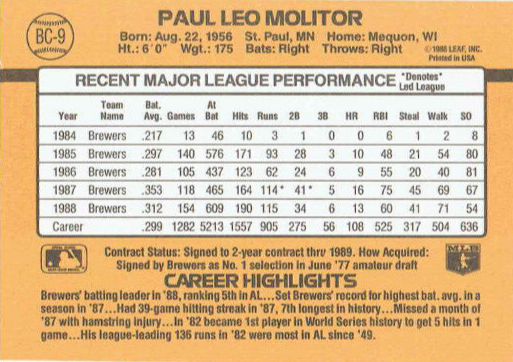 PAUL LEO MOLITOR
BC-9
Born: Aug. 22, 1956 St. Paul, MN Home: Mequon, WI
Ht.: 6'0" Wgt.: 175 Bats: Right Throws: Right
©1988 LEAF, INC.
Printed in USA
RECENT MAJOR LEAGUE PERFORMANCE *Denotes* Led League
Year Team Name Bat. Avg. Games At Bat Hits Runs 2B 3B HR RBI Steal Walk SO
1984 Brewers .217 13 46 10 3 1 0 0 6 1 2 8
1985 Brewers .297 140 576 171 93 28 3 10 48 21 54 80
1986 Brewers .281 105 437 123 62 24 6 9 55 20 40 81
1987 Brewers .353 118 465 164 114* 41* 5 16 75 45 69 67
1988 Brewers .312 154 609 190 115 34 6 13 60 41 71 54
Career .299 1282 5213 1557 905 275 56 108 525 317 504 636
Contract Status: Signed to 2-year contract thru 1989. How Acquired:
Signed by Brewers as No. 1 selection in June '77 amateur draft
MLB
CAREER HIGHLIGHTS
Brewers' batting leader in '88, ranking 5th in AL...Set Brewers' record for highest bat. avg. in a
season in '87...Had 39-game hitting streak in '87, 7th longest in history...Missed a month of
'87 with hamstring injury...In '82 became 1st player in World Series history to get 5 hits in 1
game...His league-leading 136 runs in '82 were most in AL since '49.